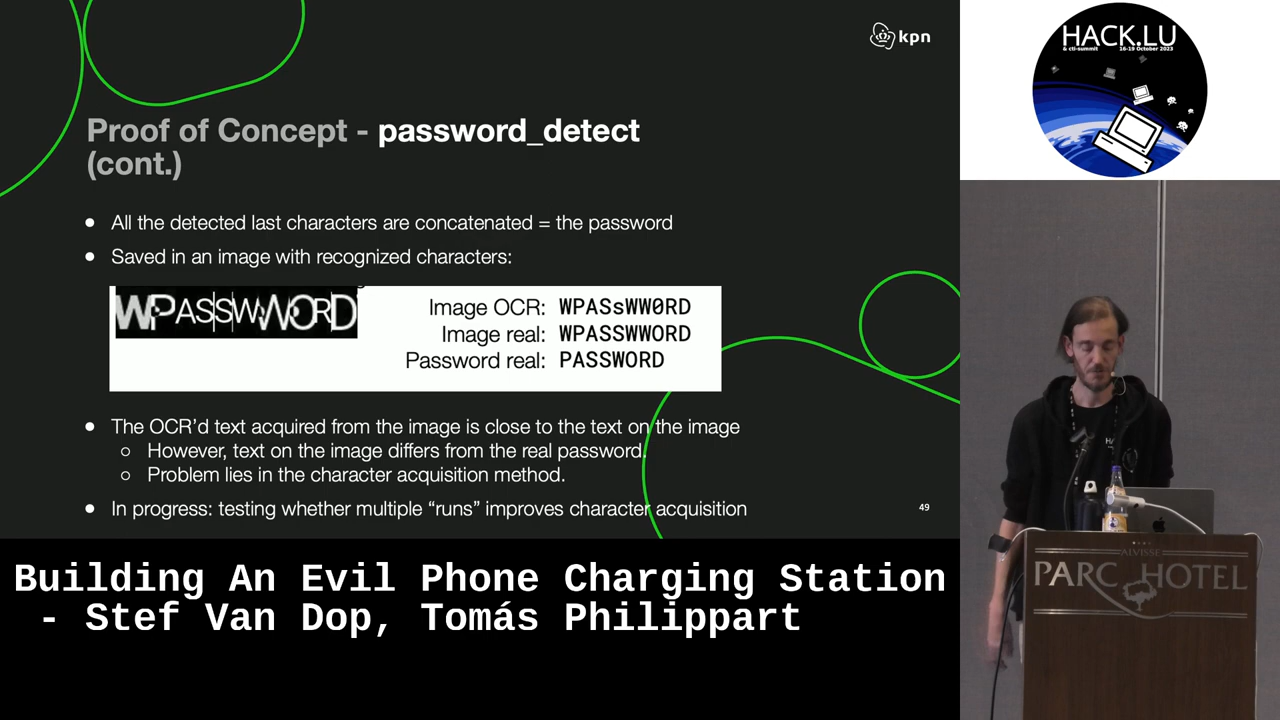 kpn
Proof of Concept - password_detect
(cont.)
● All the detected last characters are concatenated = the password
● Saved in an image with recognized characters:
WPASSWWORD
Image OCR: WPASsWW0RD
Image real: WPASSWWORD
Password real: PASSWORD
● The OCR’d text acquired from the image is close to the text on the image
○ However, text on the image differs from the real password.
○ Problem lies in the character acquisition method.
● In progress: testing whether multiple “runs” improves character acquisition
49
HACK.LU
& cti-summit 16-19 October 2023
ALVISSE
PARC HOTEL
Building An Evil Phone Charging Station
- Stef Van Dop, Tomás Philippart